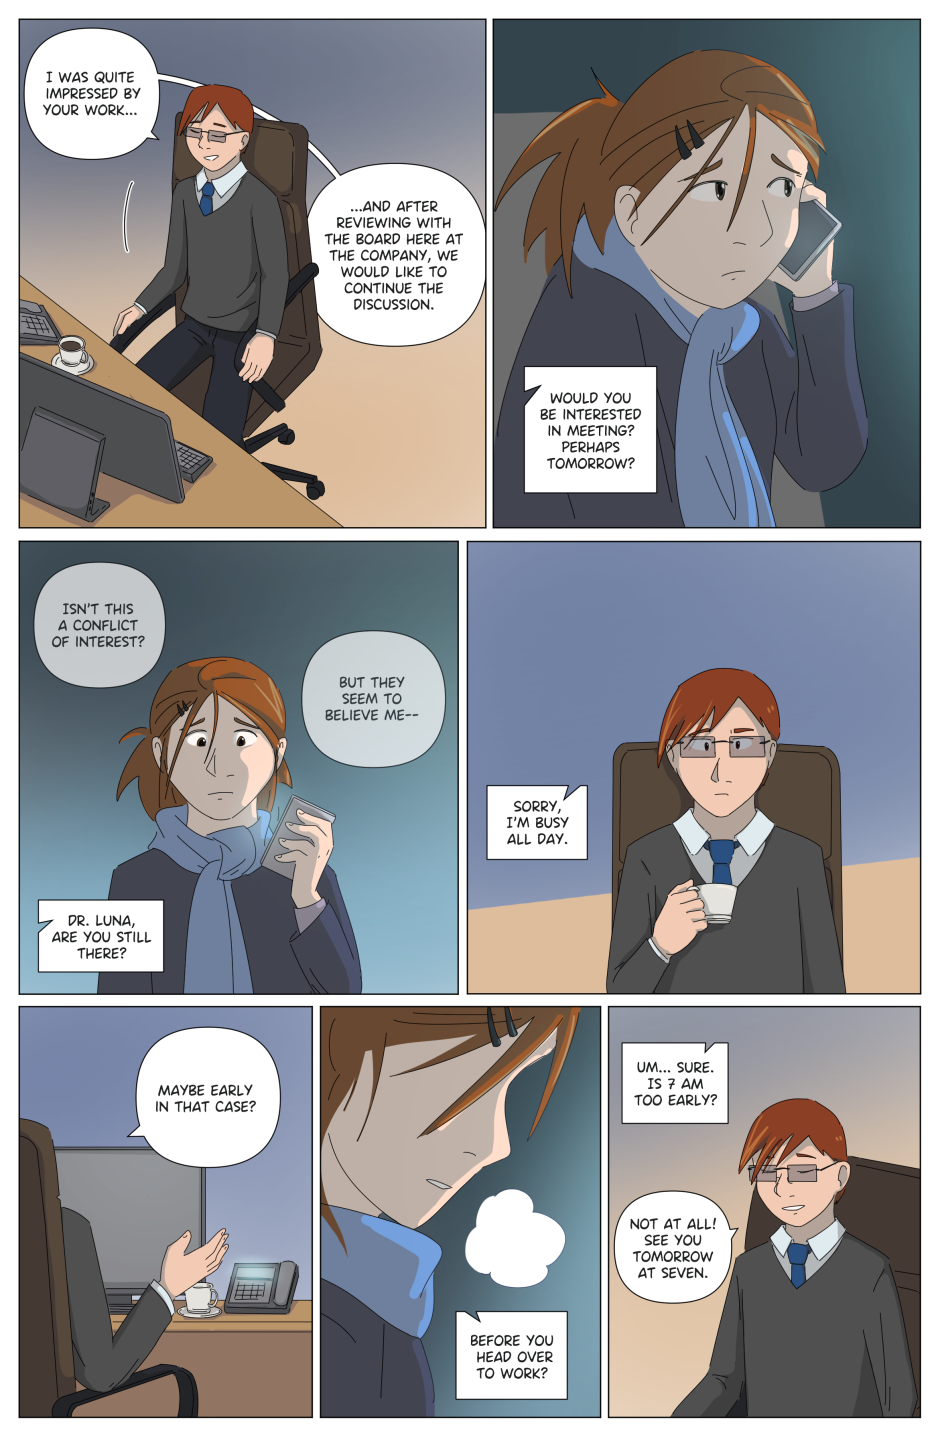 I WAS QUITE
IMPRESSED BY
YOUR WORK...
...AND AFTER
REVIEWING WITH
THE BOARD HERE AT
THE COMPANY, WE
WOULD LIKE TO
CONTINUE THE
DISCUSSION.
WOULD YOU
BE INTERESTED
IN MEETING?
PERHAPS
TOMORROW?
ISN'T THIS
A CONFLICT
OF INTEREST?
BUT THEY
SEEM TO
BELIEVE ME--
DR. LUNA,
ARE YOU STILL
THERE?
SORRY,
I'M BUSY
ALL DAY.
MAYBE EARLY
IN THAT CASE?
BEFORE YOU
HEAD OVER
TO WORK?
UM... SURE.
IS 7 AM
TOO EARLY?
NOT AT ALL!
SEE YOU
TOMORROW
AT SEVEN.